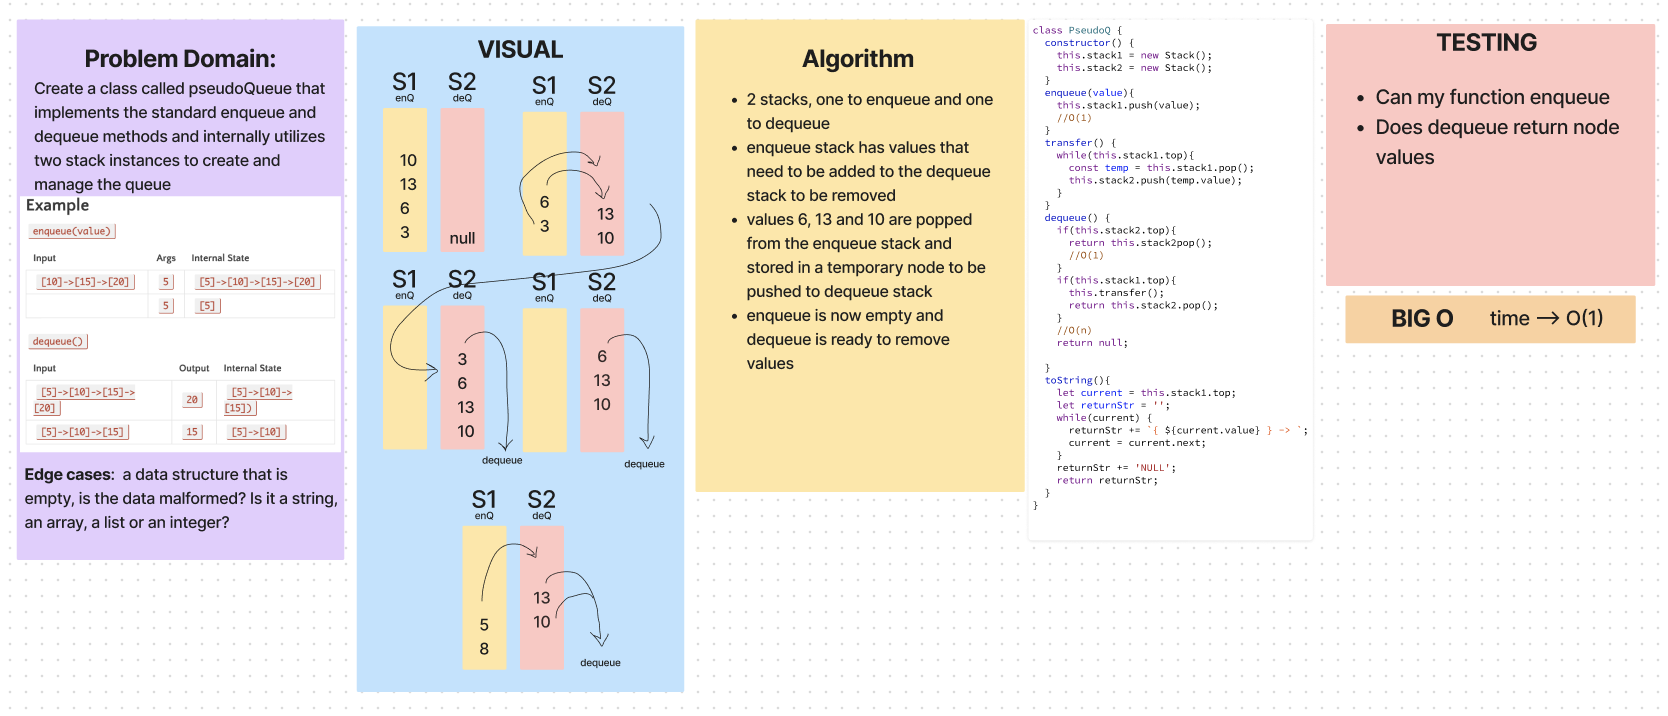 Problem Domain:
Create a class called pseudoQueue that
implements the standard enqueue and
dequeue methods and internally utilizes
two stack instances to create and
manage the queue
Example
enqueue(value)
Input Args Internal State
[10]->[15]->[20] 5 [5]->[10]->[15]->[20]
5 [5]
dequeue()
Input Output Internal State
[5]->[10]->[15]->
[20] 20 [5]->[10]->
[15])
[5]->[10]->[15] 15 [5]->[10]
Edge cases: a data structure that is
empty, is the data malformed? Is it a string,
an array, a list or an integer?
VISUAL
S1 S2
enQ deQ
10
13
6
3
null
S1 S2
enQ deQ
6
3
13
10
S1 S2
enQ deQ
3
6
13
10
dequeue
S1 S2
enQ deQ
6
13
10
dequeue
S1 S2
enQ deQ
5
8
13
10
dequeue
Algorithm
• 2 stacks, one to enqueue and one
to dequeue
• enqueue stack has values that
need to be added to the dequeue
stack to be removed
• values 6, 13 and 10 are popped
from the enqueue stack and
stored in a temporary node to be
pushed to dequeue stack
• enqueue is now empty and
dequeue is ready to remove
values
class PseudoQ {
constructor() {
this.stack1 = new Stack();
this.stack2 = new Stack();
}
enqueue(value){
this.stack1.push(value);
//O(1)
}
transfer() {
while(this.stack1.top){
const temp = this.stack1.pop();
this.stack2.push(temp.value);
}
}
dequeue() {
if(this.stack2.top){
return this.stack2pop();
//O(1)
}
if(this.stack1.top){
this.transfer();
return this.stack2.pop();
}
//O(n)
return null;
}
toString(){
let current = this.stack1.top;
let returnStr = '';
while(current) {
returnStr += `{ ${current.value} } -> `;
current = current.next;
}
returnStr += 'NULL';
return returnStr;
}
}
TESTING
• Can my function enqueue
• Does dequeue return node
values
BIG O time --> O(1)